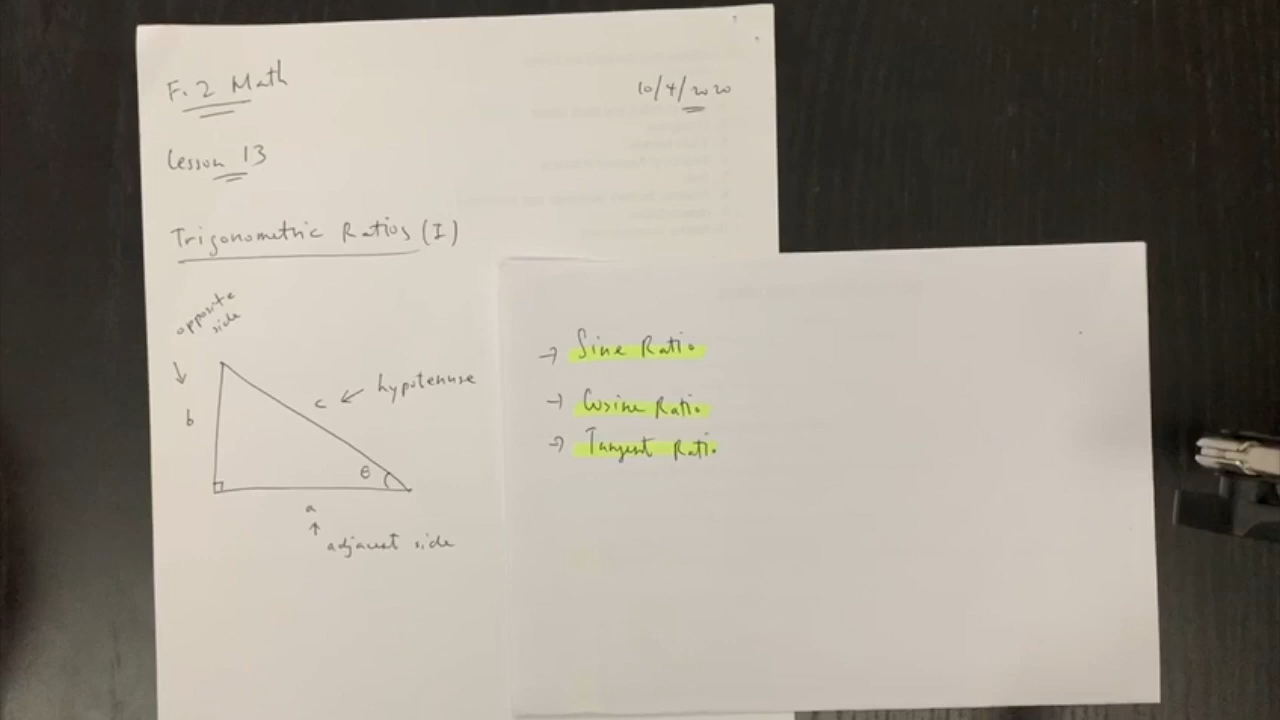 F.2 Math
10/4/2020
Lesson 13
Trigonometric Ratios (I)
opposite
side
b
c ← hypotenuse
θ
a
↑
adjacent side
→ Sine Ratio
→ Cosine Ratio
→ Tangent Ratio